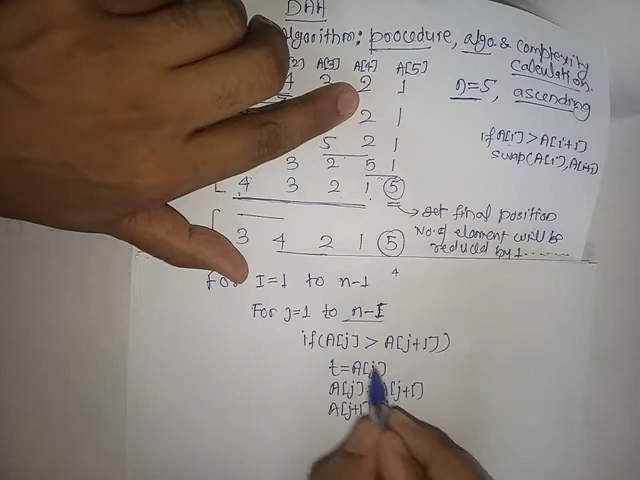 DAA
Algorithm: procedure, algo & complexity
calculation.
A[3] A[4] A[5]
n=5, ascending
4 3 2 1
2 1
if A[i] > A[i+1]
swap(A[i], A[i+1])
5 2 1
3 2 5 1
4 3 2 1 5
get final position
No. of element will be
reduced by 1......
3 4 2 1 5
for I=1 to n-1
4
For j=1 to n-I
if(A[j] > A[j+1])
t=A[j]
A[j]=A[j+1]
A[j+1]